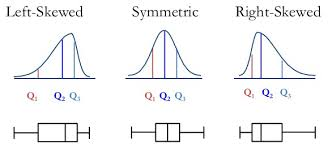 Left-Skewed Symmetric Right-Skewed
Q1 Q2 Q3 Q1 Q2 Q3 Q1 Q2 Q3